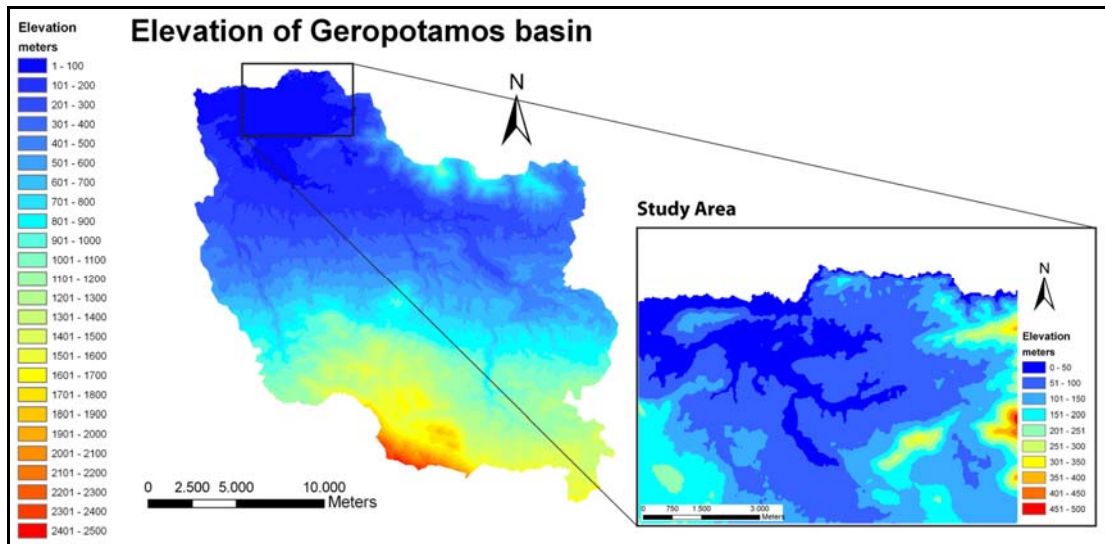 Elevation of Geropotamos basin
Elevation
meters
1 - 100
101 - 200
201 - 300
301 - 400
401 - 500
501 - 600
601 - 700
701 - 800
801 - 900
901 - 1000
1001 - 1100
1101 - 1200
1201 - 1300
1301 - 1400
1401 - 1500
1501 - 1600
1601 - 1700
1701 - 1800
1801 - 1900
1901 - 2000
2001 - 2100
2101 - 2200
2201 - 2300
2301 - 2400
2401 - 2500
N
0 2.500 5.000 10.000
Meters
Study Area
N
Elevation
meters
0 - 50
51 - 100
101 - 150
151 - 200
201 - 251
251 - 300
301 - 350
351 - 400
401 - 450
451 - 500
0 750 1.500 3.000
Meters